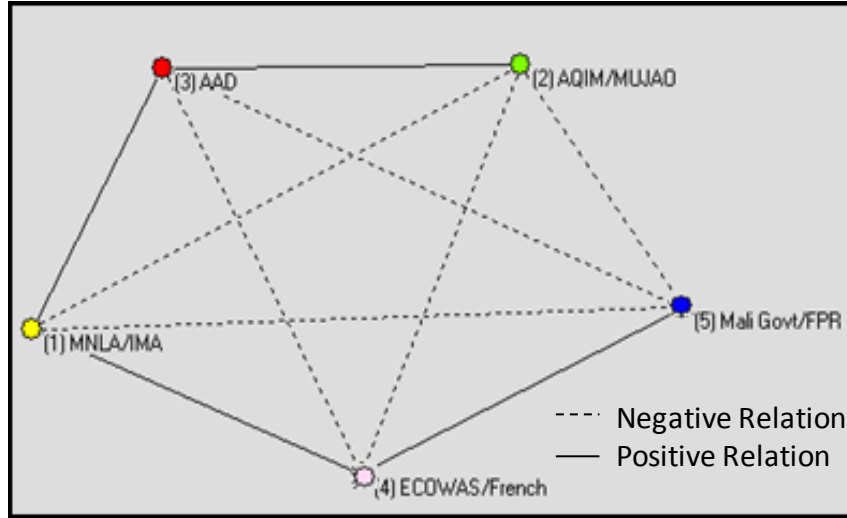 (3) AAD
(2) AQIM/MUJAO
(5) Mali Govt/FPR
(1) MNLA/IMA
Negative Relation
Positive Relation
(4) ECOWAS/French